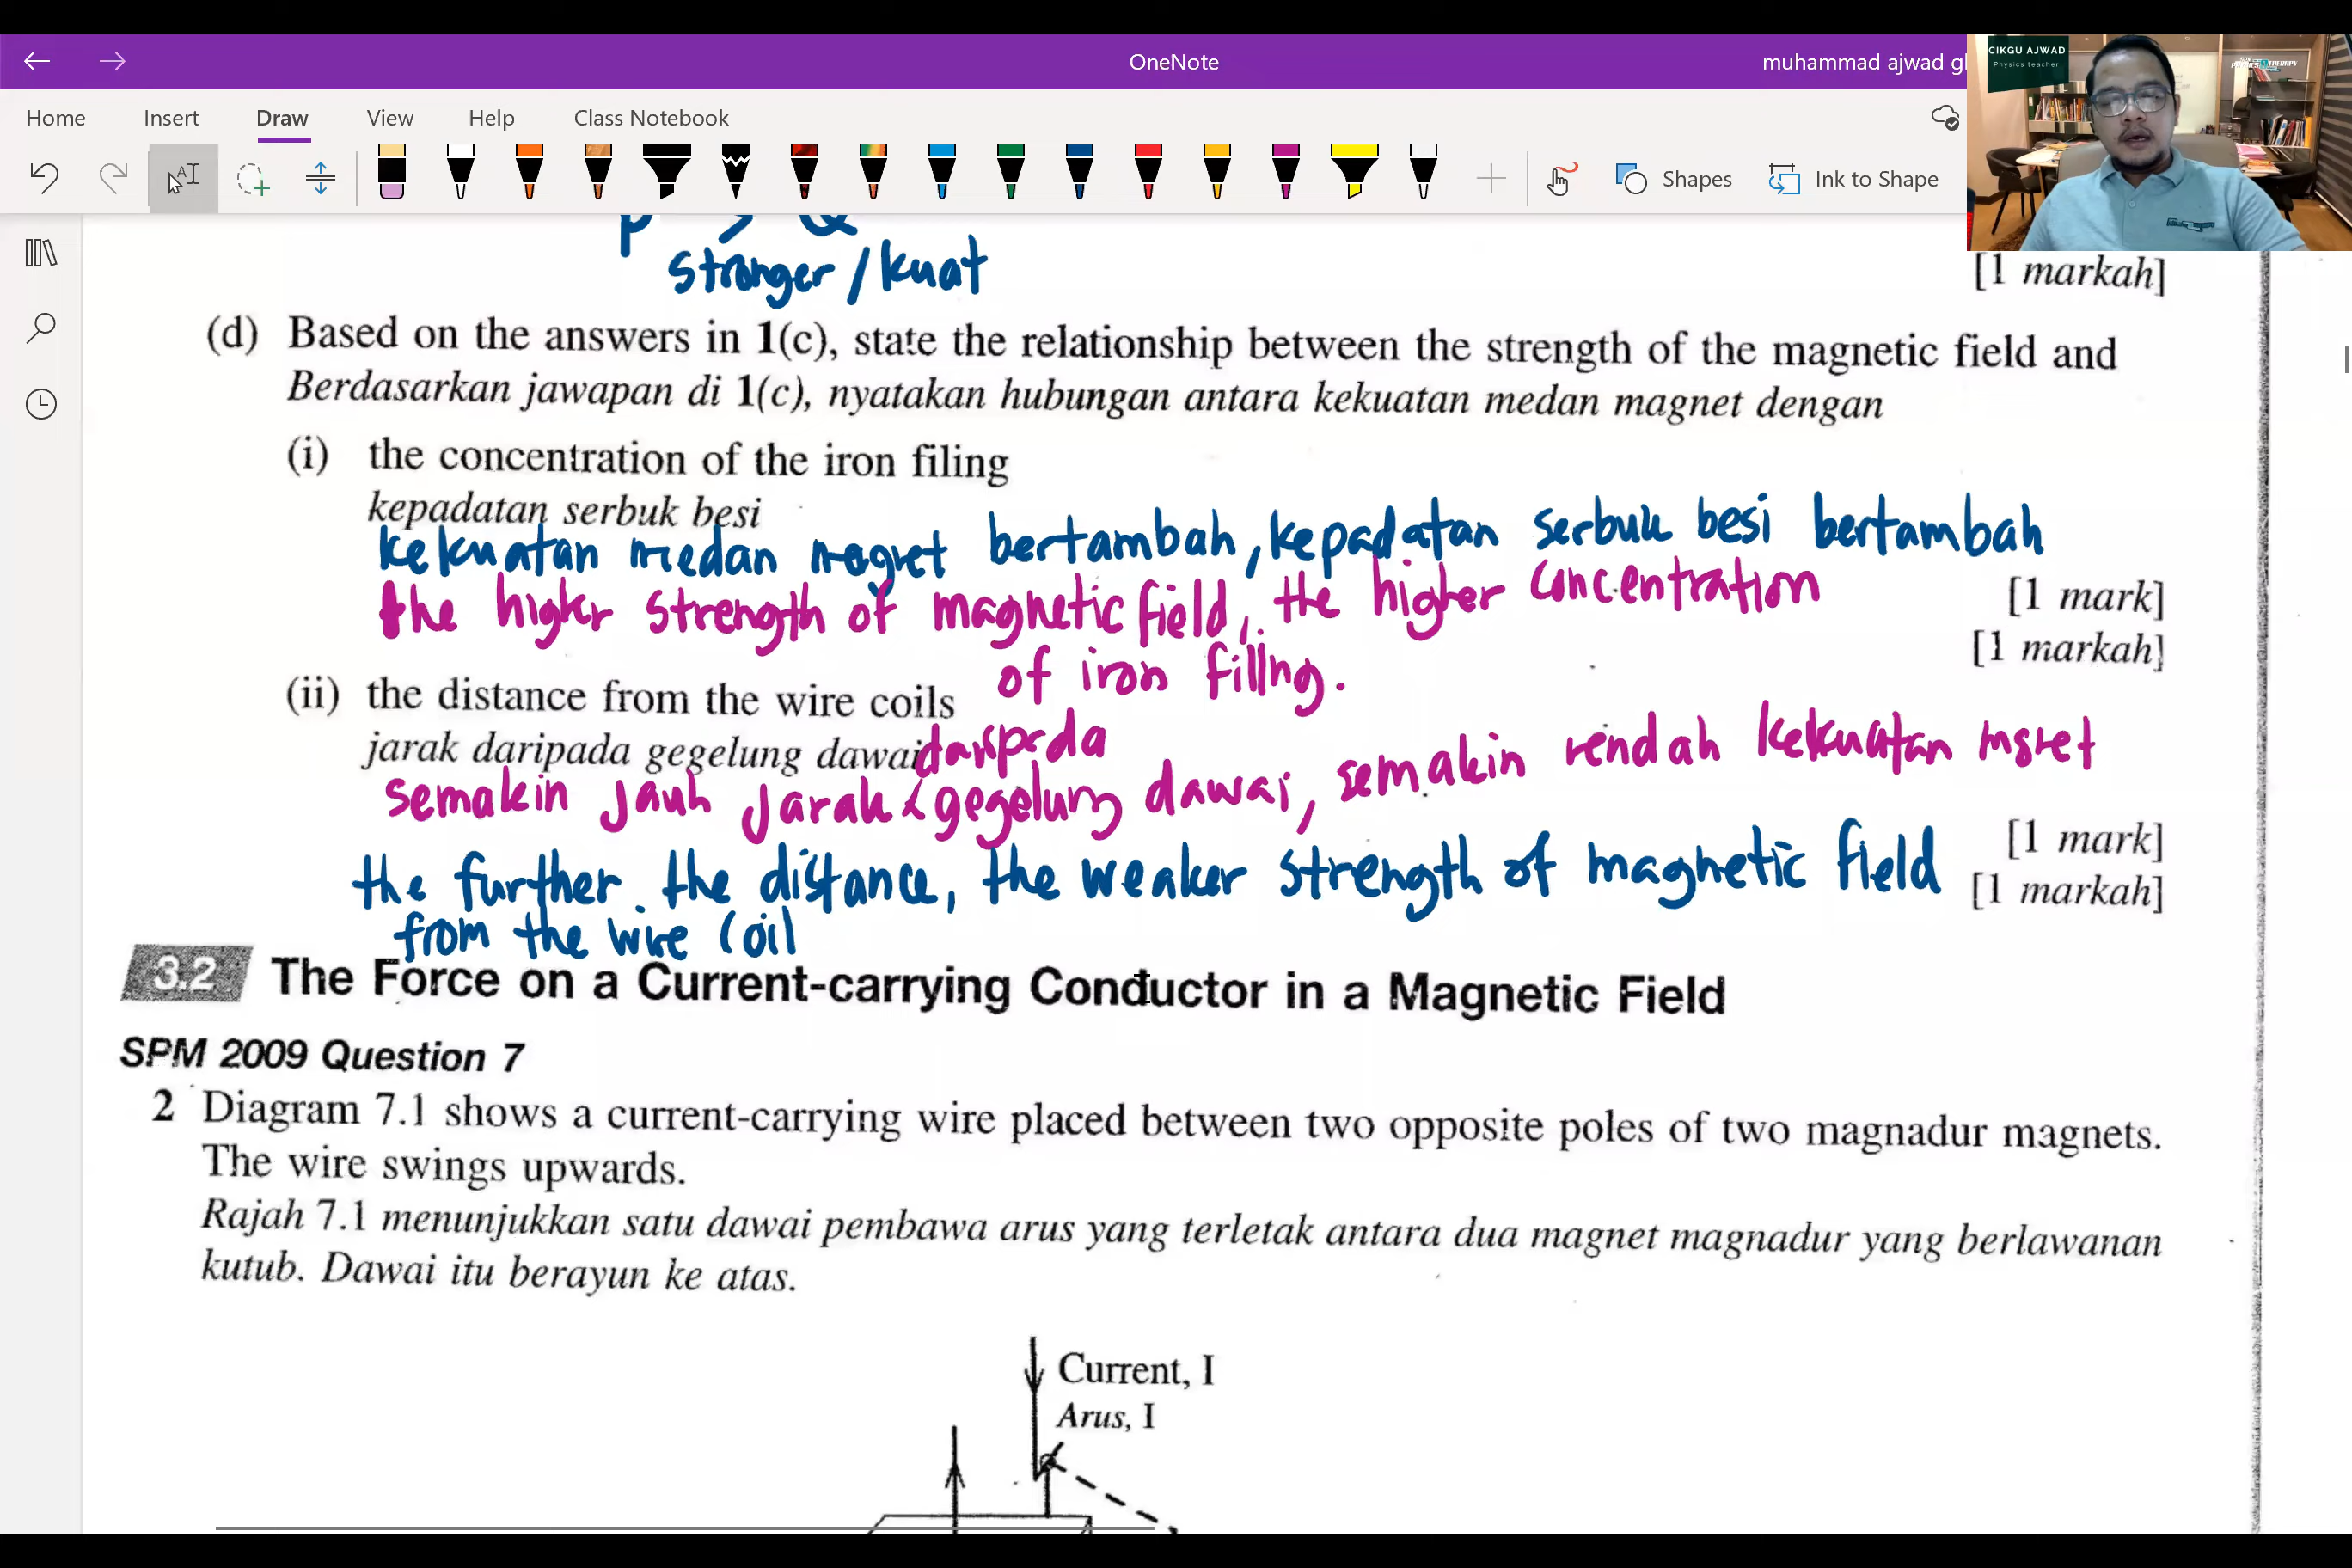 OneNote
muhammad ajwad gl
CIKGU AJWAD
Physics teacher
Home Insert Draw View Help Class Notebook
Shapes Ink to Shape
P > Q
stronger / kuat
[1 markah]
(d) Based on the answers in 1(c), state the relationship between the strength of the magnetic field and
Berdasarkan jawapan di 1(c), nyatakan hubungan antara kekuatan medan magnet dengan
(i) the concentration of the iron filing
kepadatan serbuk besi
kekuatan medan magnet bertambah, kepadatan serbuk besi bertambah
the higher strength of magnetic field, the higher concentration
of iron filing.
[1 mark]
[1 markah]
(ii) the distance from the wire coils
jarak daripada gegelung dawai
daripada
semakin jauh jarak gegelung dawai, semakin rendah kekuatan
the further the distance, the weaker strength of magnetic field
from the wire coil
[1 mark]
[1 markah]
3.2 The Force on a Current-carrying Conductor in a Magnetic Field
SPM 2009 Question 7
2 Diagram 7.1 shows a current-carrying wire placed between two opposite poles of two magnadur magnets.
The wire swings upwards.
Rajah 7.1 menunjukkan satu dawai pembawa arus yang terletak antara dua magnet magnadur yang berlawanan
kutub. Dawai itu berayun ke atas.
Current, I
Arus, I